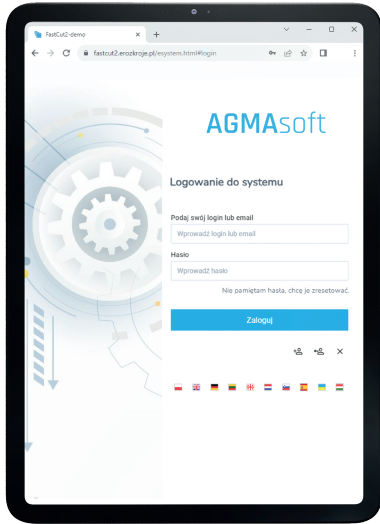 FastCut2-demo
fastcut2.erozkroje.pl/esystem.html#login
AGMAsoft
Logowanie do systemu
Podaj swój login lub email
Wprowadź login lub email
Hasło
Wprowadź hasło
Nie pamiętam hasła, chcę je zresetować.
Zaloguj